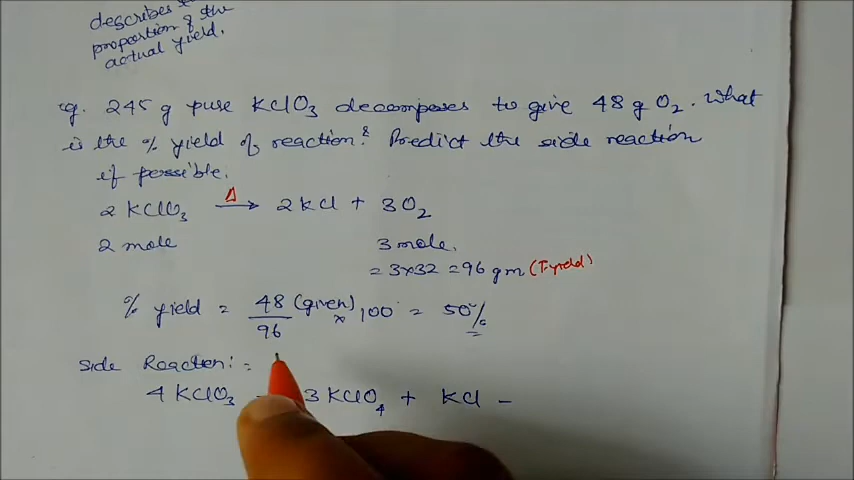 describes
proportion of the
actual yield.
eg. 245 g pure KClO3 decomposes to give 48 g O2. What
is the % yield of reaction? Predict the side reaction
if possible.
2 KClO3 Δ → 2 KCl + 3 O2
2 mole 3 mole.
= 3×32 = 96 gm (T.yield)
% yield = 48 (given) / 96 × 100 = 50%
Side Reaction: =
4 KClO3 - 3 KClO4 + KCl -